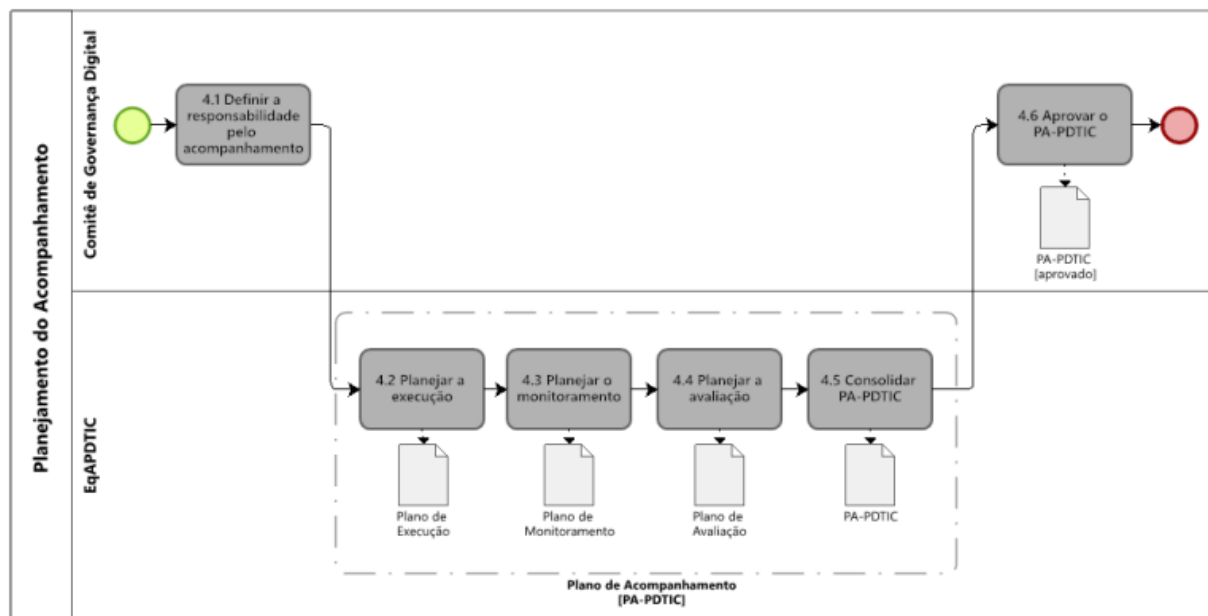 Planejamento do Acompanhamento
Comitê de Governança Digital
4.1 Definir a
responsabilidade
pelo
acompanhamento
4.6 Aprovar o
PA-PDTIC
PA-PDTIC
[aprovado]
EqAPDTIC
4.2 Planejar a
execução
4.3 Planejar o
monitoramento
4.4 Planejar a
avaliação
4.5 Consolidar
PA-PDTIC
Plano de
Execução
Plano de
Monitoramento
Plano de
Avaliação
PA-PDTIC
Plano de Acompanhamento
[PA-PDTIC]